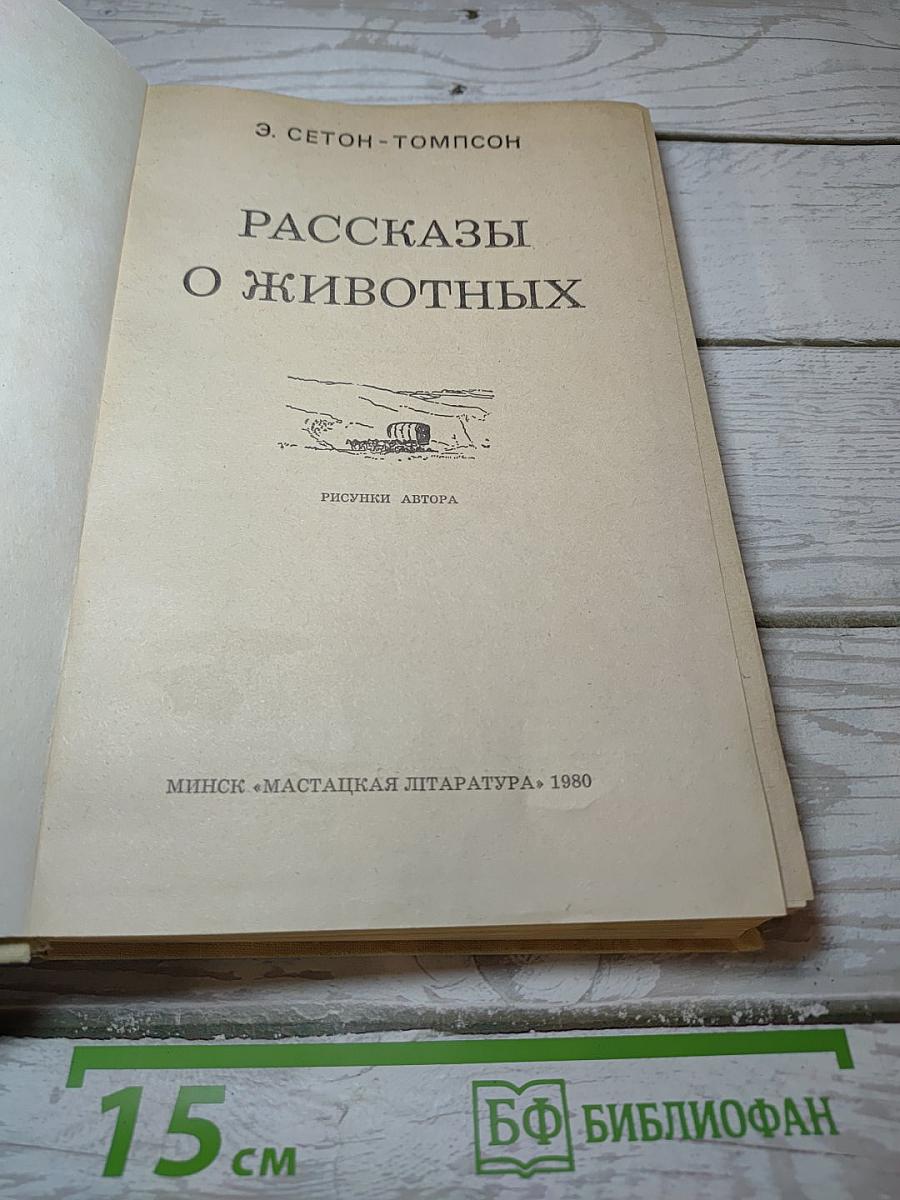 Э. СЕТОН-ТОМПСОН
РАССКАЗЫ
О ЖИВОТНЫХ
РИСУНКИ АВТОРА
МИНСК «МАСТАЦКАЯ ЛІТАРАТУРА» 1980
15 см
БФ БИБЛИОФАН